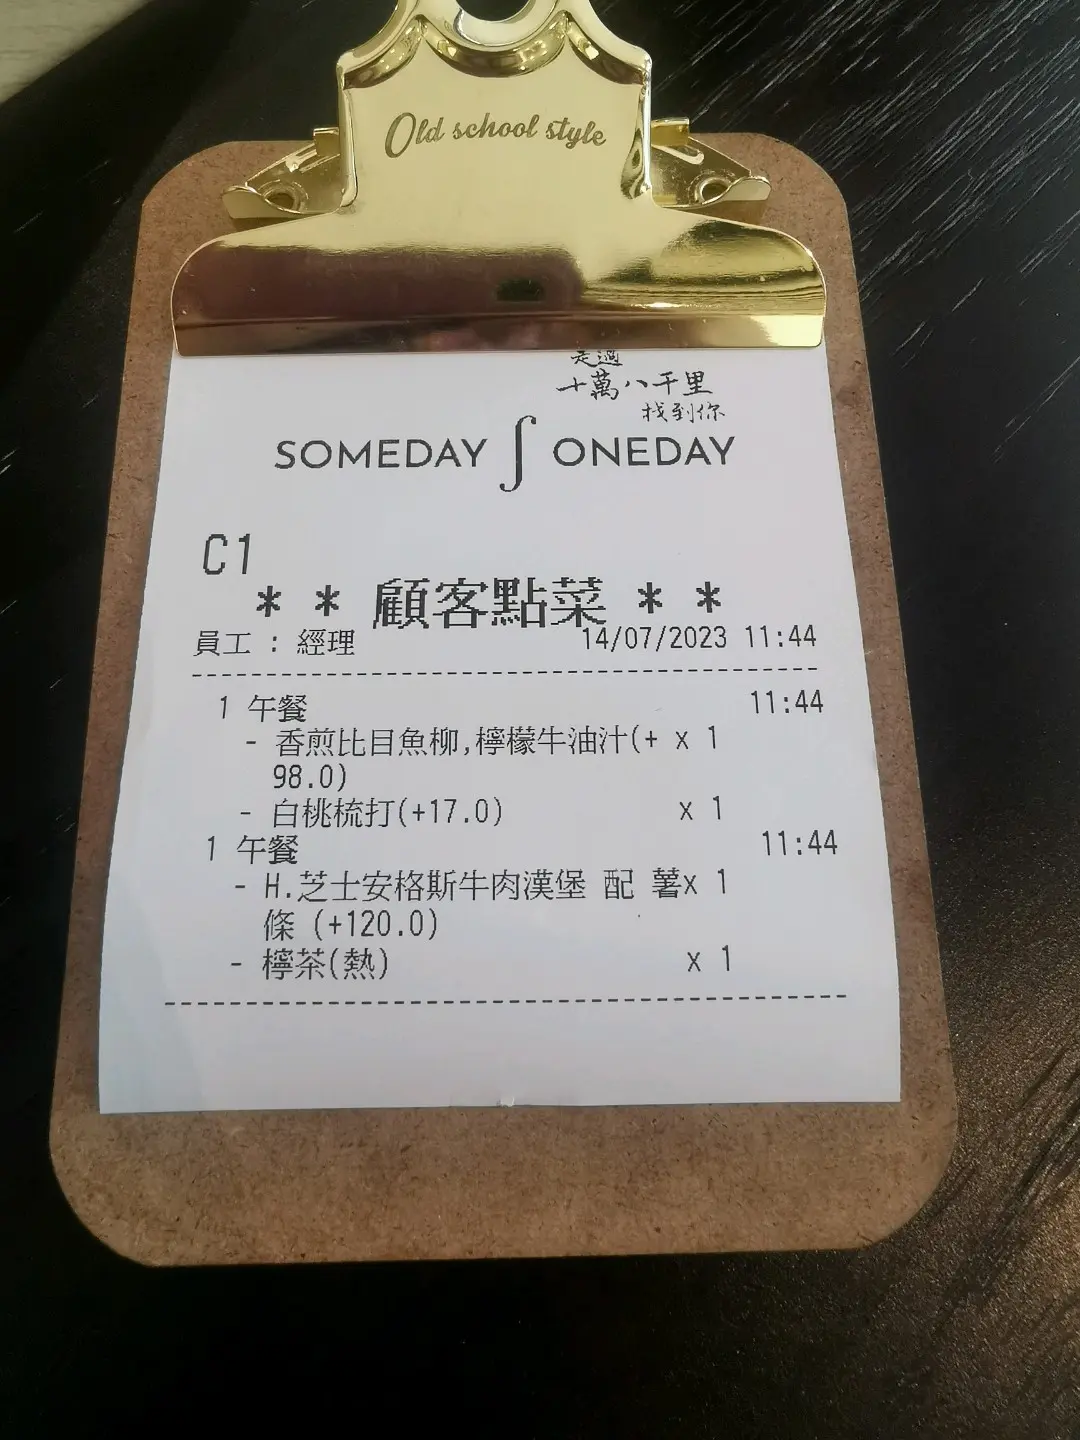 Old school style
走過
十萬八千里
找到你
SOMEDAY ∫ ONEDAY
C1
* * 顧客點菜 * *
員工 : 經理 14/07/2023 11:44
1 午餐 11:44
- 香煎比目魚柳,檸檬牛油汁(+ x 1
98.0)
- 白桃梳打(+17.0) x 1
1 午餐 11:44
- H.芝士安格斯牛肉漢堡 配 薯x 1
條 (+120.0)
- 檸茶(熱) x 1